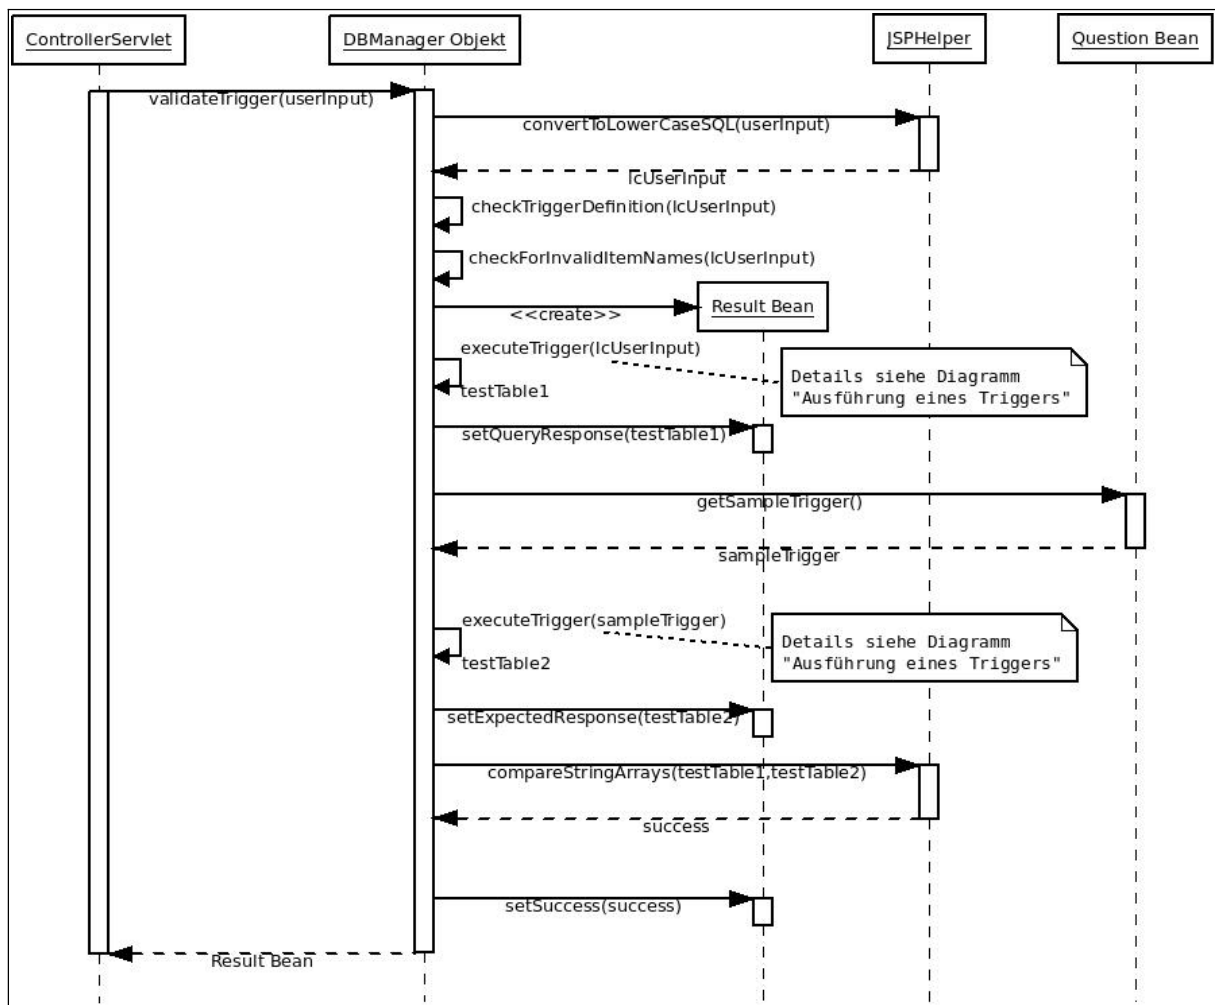 ControllerServlet
DBManager Objekt
JSPHelper
Question Bean
validateTrigger(userInput)
convertToLowerCaseSQL(userInput)
lcUserInput
checkTriggerDefinition(lcUserInput)
checkForInvalidItemNames(lcUserInput)
<<create>>
Result Bean
executeTrigger(lcUserInput)
testTable1
Details siehe Diagramm
"Ausführung eines Triggers"
setQueryResponse(testTable1)
getSampleTrigger()
sampleTrigger
executeTrigger(sampleTrigger)
testTable2
Details siehe Diagramm
"Ausführung eines Triggers"
setExpectedResponse(testTable2)
compareStringArrays(testTable1,testTable2)
success
setSuccess(success)
Result Bean